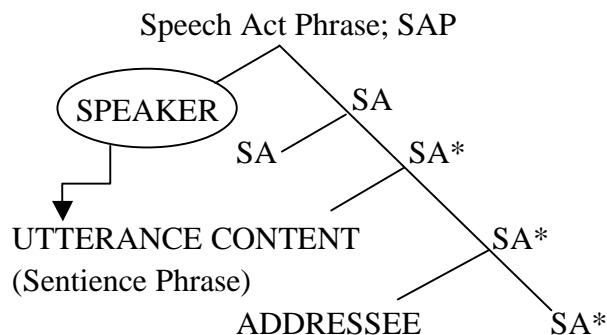 Speech Act Phrase; SAP
SPEAKER
SA
SA
SA*
UTTERANCE CONTENT
(Sentience Phrase)
SA*
ADDRESSEE
SA*